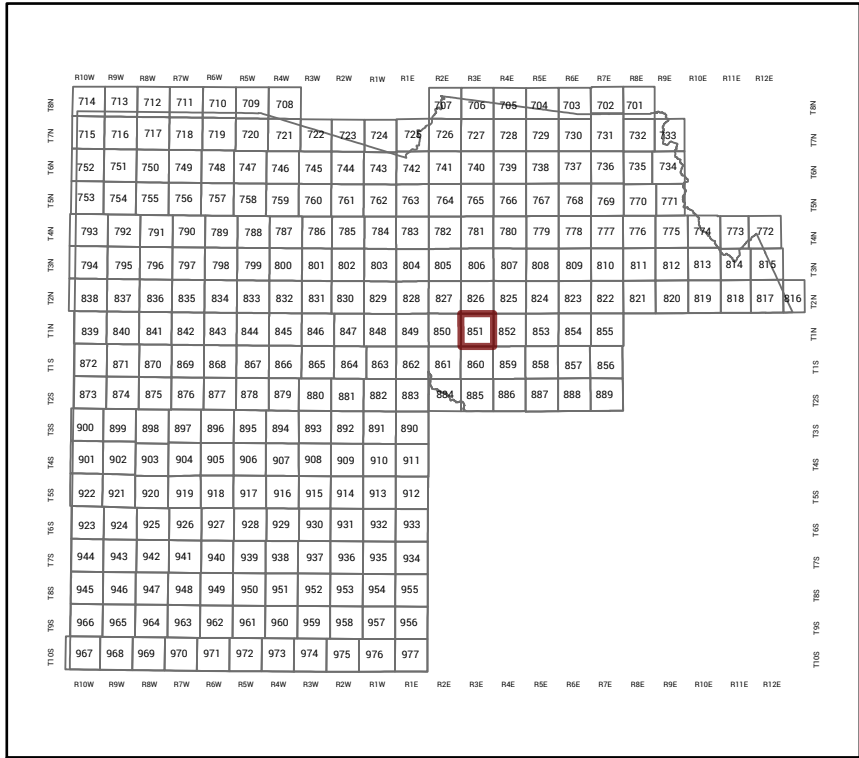 R10W R9W R8W R7W R6W R5W R4W R3W R2W R1W R1E R2E R3E R4E R5E R6E R7E R8E R9E R10E R11E R12E
T8N 714 713 712 711 710 709 708 707 706 705 704 703 702 701 T8N
T7N 715 716 717 718 719 720 721 722 723 724 725 726 727 728 729 730 731 732 733 T7N
T6N 752 751 750 749 748 747 746 745 744 743 742 741 740 739 738 737 736 735 734 T6N
T5N 753 754 755 756 757 758 759 760 761 762 763 764 765 766 767 768 769 770 771 T5N
T4N 793 792 791 790 789 788 787 786 785 784 783 782 781 780 779 778 777 776 775 774 773 772 T4N
T3N 794 795 796 797 798 799 800 801 802 803 804 805 806 807 808 809 810 811 812 813 814 815 T3N
T2N 838 837 836 835 834 833 832 831 830 829 828 827 826 825 824 823 822 821 820 819 818 817 816 T2N
T1N 839 840 841 842 843 844 845 846 847 848 849 850 851 852 853 854 855 T1N
T1S 872 871 870 869 868 867 866 865 864 863 862 861 860 859 858 857 856 T1S
T2S 873 874 875 876 877 878 879 880 881 882 883 884 885 886 887 888 889 T2S
T3S 900 899 898 897 896 895 894 893 892 891 890 T3S
T4S 901 902 903 904 905 906 907 908 909 910 911 T4S
T5S 922 921 920 919 918 917 916 915 914 913 912 T5S
T6S 923 924 925 926 927 928 929 930 931 932 933 T6S
T7S 944 943 942 941 940 939 938 937 936 935 934 T7S
T8S 945 946 947 948 949 950 951 952 953 954 955 T8S
T9S 966 965 964 963 962 961 960 959 958 957 956 T9S
T10S 967 968 969 970 971 972 973 974 975 976 977 T10S
R10W R9W R8W R7W R6W R5W R4W R3W R2W R1W R1E R2E R3E R4E R5E R6E R7E R8E R9E R10E R11E R12E